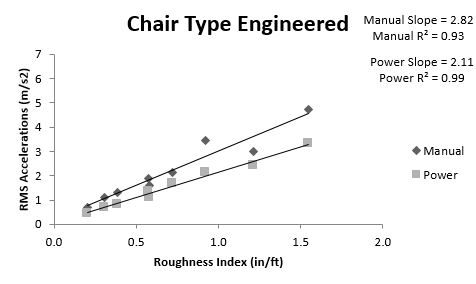 Chair Type Engineered
Manual Slope = 2.82
Manual R² = 0.93
Power Slope = 2.11
Power R² = 0.99
7
6
5
4
3
2
1
0
RMS Accelerations (m/s2)
Manual
Power
0.0 0.5 1.0 1.5 2.0
Roughness Index (in/ft)